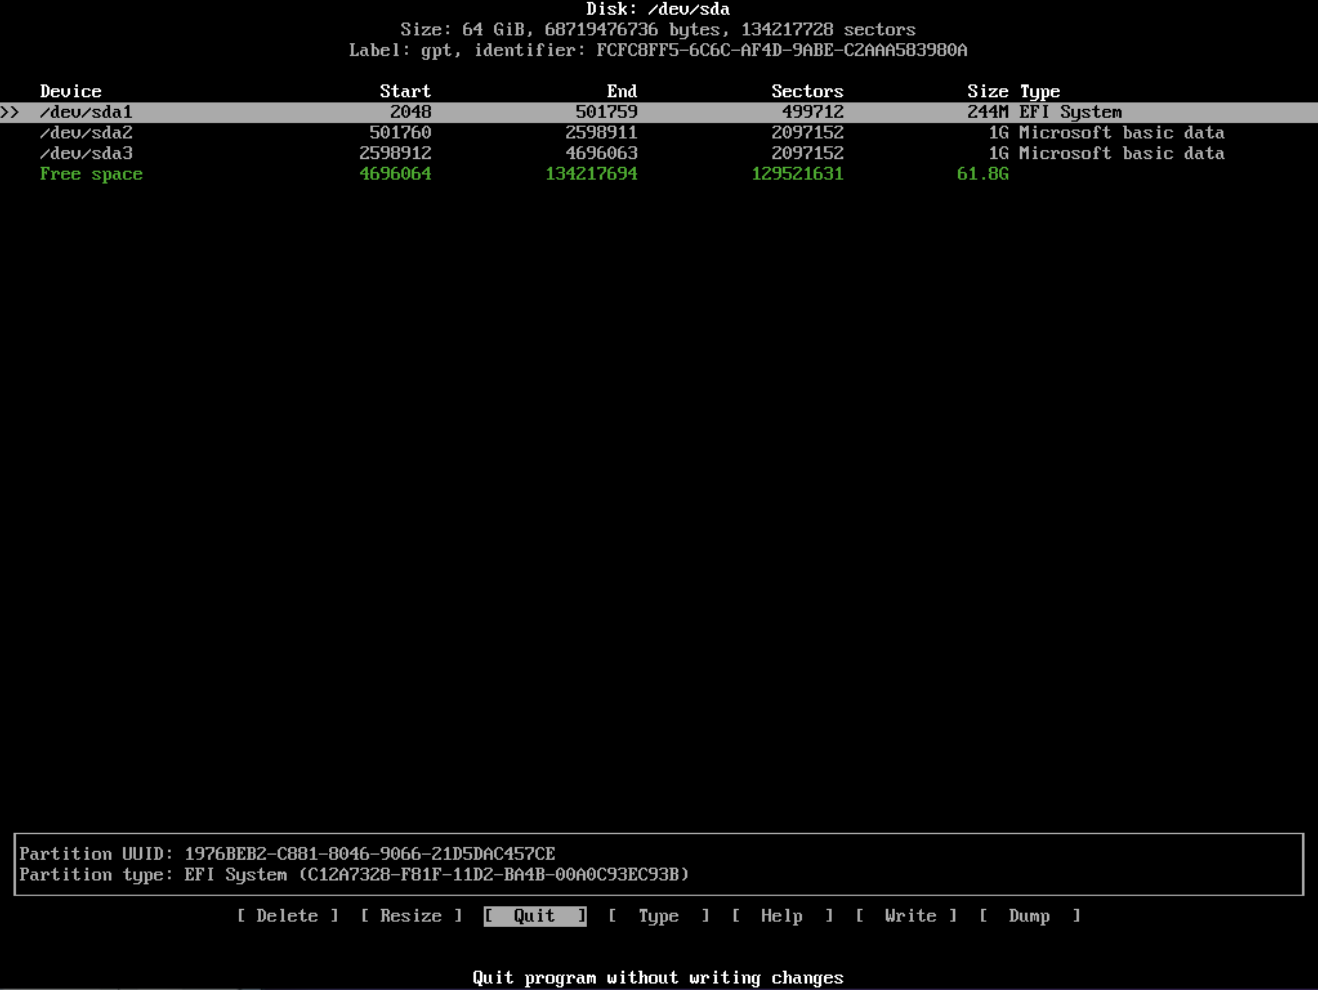 Disk: /dev/sda
Size: 64 GiB, 68719476736 bytes, 134217728 sectors
Label: gpt, identifier: FCFC8FF5-6C6C-AF4D-9ABE-C2AAA583980A
Device Start End Sectors Size Type
>> /dev/sda1 2048 501759 499712 244M EFI System
/dev/sda2 501760 2598911 2097152 1G Microsoft basic data
/dev/sda3 2598912 4696063 2097152 1G Microsoft basic data
Free space 4696064 134217694 129521631 61.8G
Partition UUID: 1976BEB2-C881-8046-9066-21D5DAC457CE
Partition type: EFI System (C12A7328-F81F-11D2-BA4B-00A0C93EC93B)
[ Delete ] [ Resize ] [ Quit ] [ Type ] [ Help ] [ Write ] [ Dump ]
Quit program without writing changes